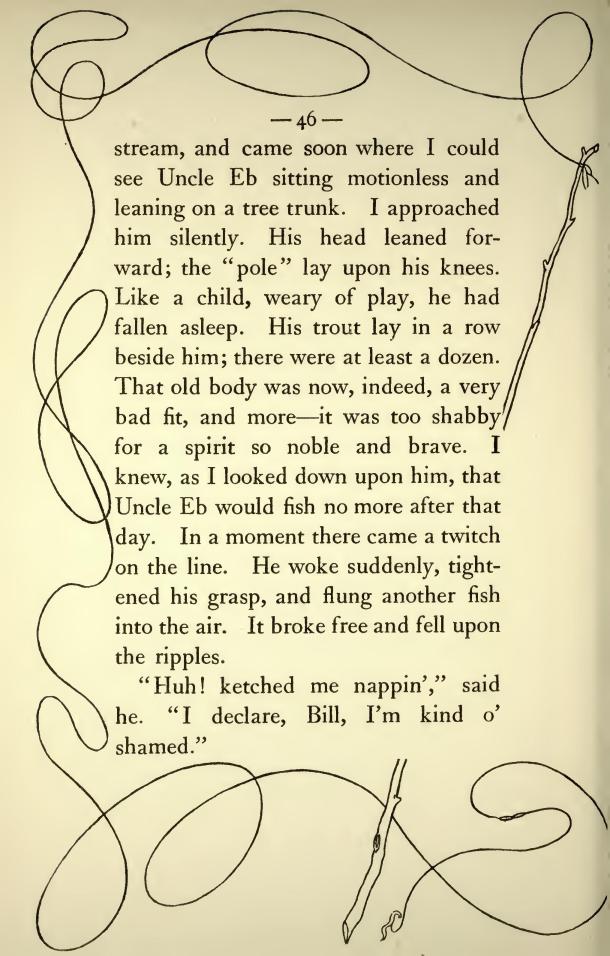 — 46 —
stream, and came soon where I could
see Uncle Eb sitting motionless and
leaning on a tree trunk. I approached
him silently. His head leaned for-
ward; the “pole” lay upon his knees.
Like a child, weary of play, he had
fallen asleep. His trout lay in a row
beside him; there were at least a dozen.
That old body was now, indeed, a very
bad fit, and more—it was too shabby
for a spirit so noble and brave. I
knew, as I looked down upon him, that
Uncle Eb would fish no more after that
day. In a moment there came a twitch
on the line. He woke suddenly, tight-
ened his grasp, and flung another fish
into the air. It broke free and fell upon
the ripples.
“Huh! ketched me nappin’,” said
he. “I declare, Bill, I’m kind o’
shamed.”